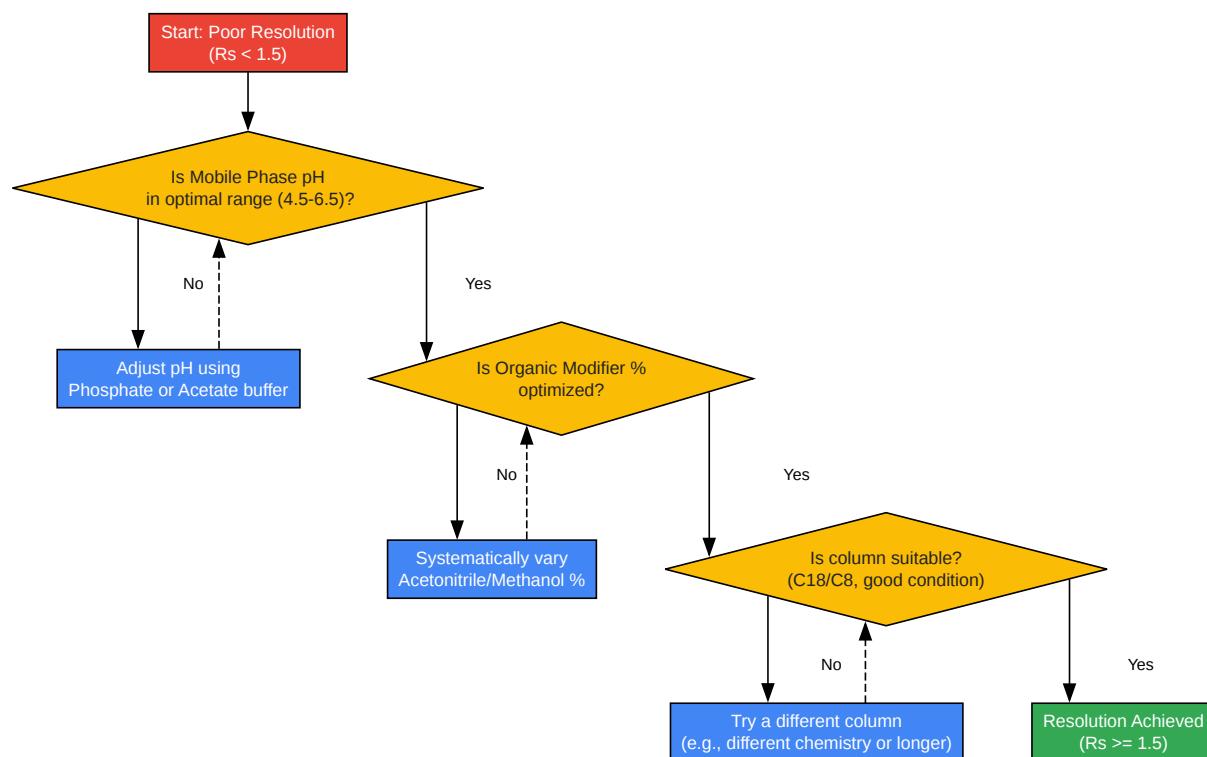 Start: Poor Resolution
(Rs < 1.5)
Is Mobile Phase pH
in optimal range (4.5-6.5)?
No
Yes
Adjust pH using
Phosphate or Acetate buffer
Is Organic Modifier %
optimized?
No
Yes
Systematically vary
Acetonitrile/Methanol %
Is column suitable?
(C18/C8, good condition)
No
Yes
Try a different column
(e.g., different chemistry or longer)
Resolution Achieved
(Rs >= 1.5)